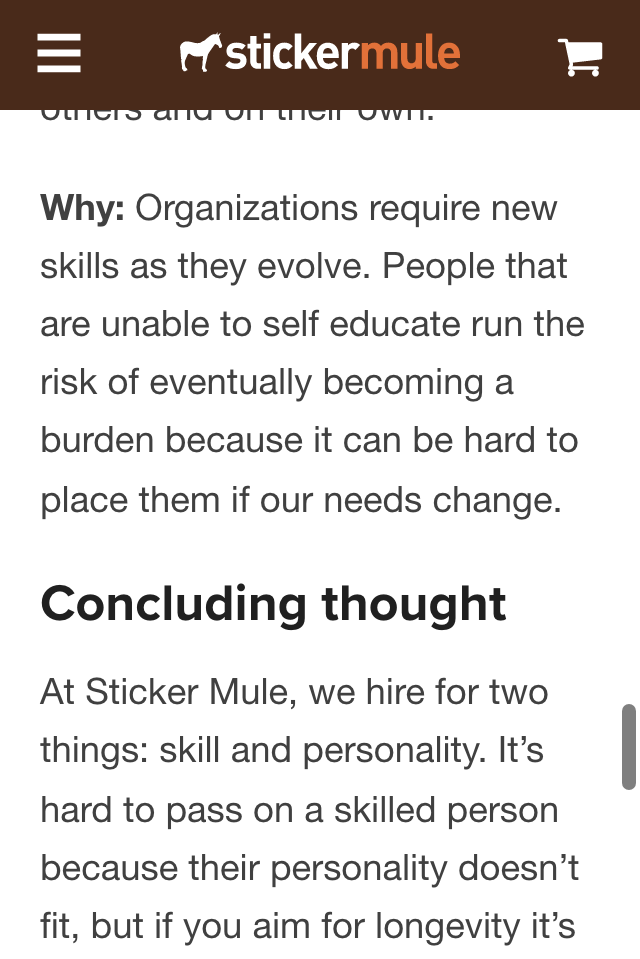 stickermule
others and on their own.
Why: Organizations require new
skills as they evolve. People that
are unable to self educate run the
risk of eventually becoming a
burden because it can be hard to
place them if our needs change.
Concluding thought
At Sticker Mule, we hire for two
things: skill and personality. It’s
hard to pass on a skilled person
because their personality doesn’t
fit, but if you aim for longevity it’s